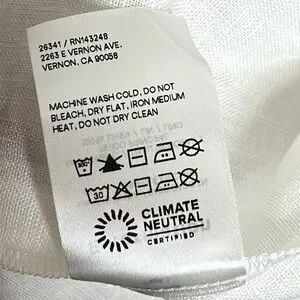 26341 / RN143248
2263 E VERNON AVE.
VERNON, CA 90058
MACHINE WASH COLD, DO NOT
BLEACH, DRY FLAT, IRON MEDIUM
HEAT, DO NOT DRY CLEAN
30
CLIMATE
NEUTRAL
CERTIFIED